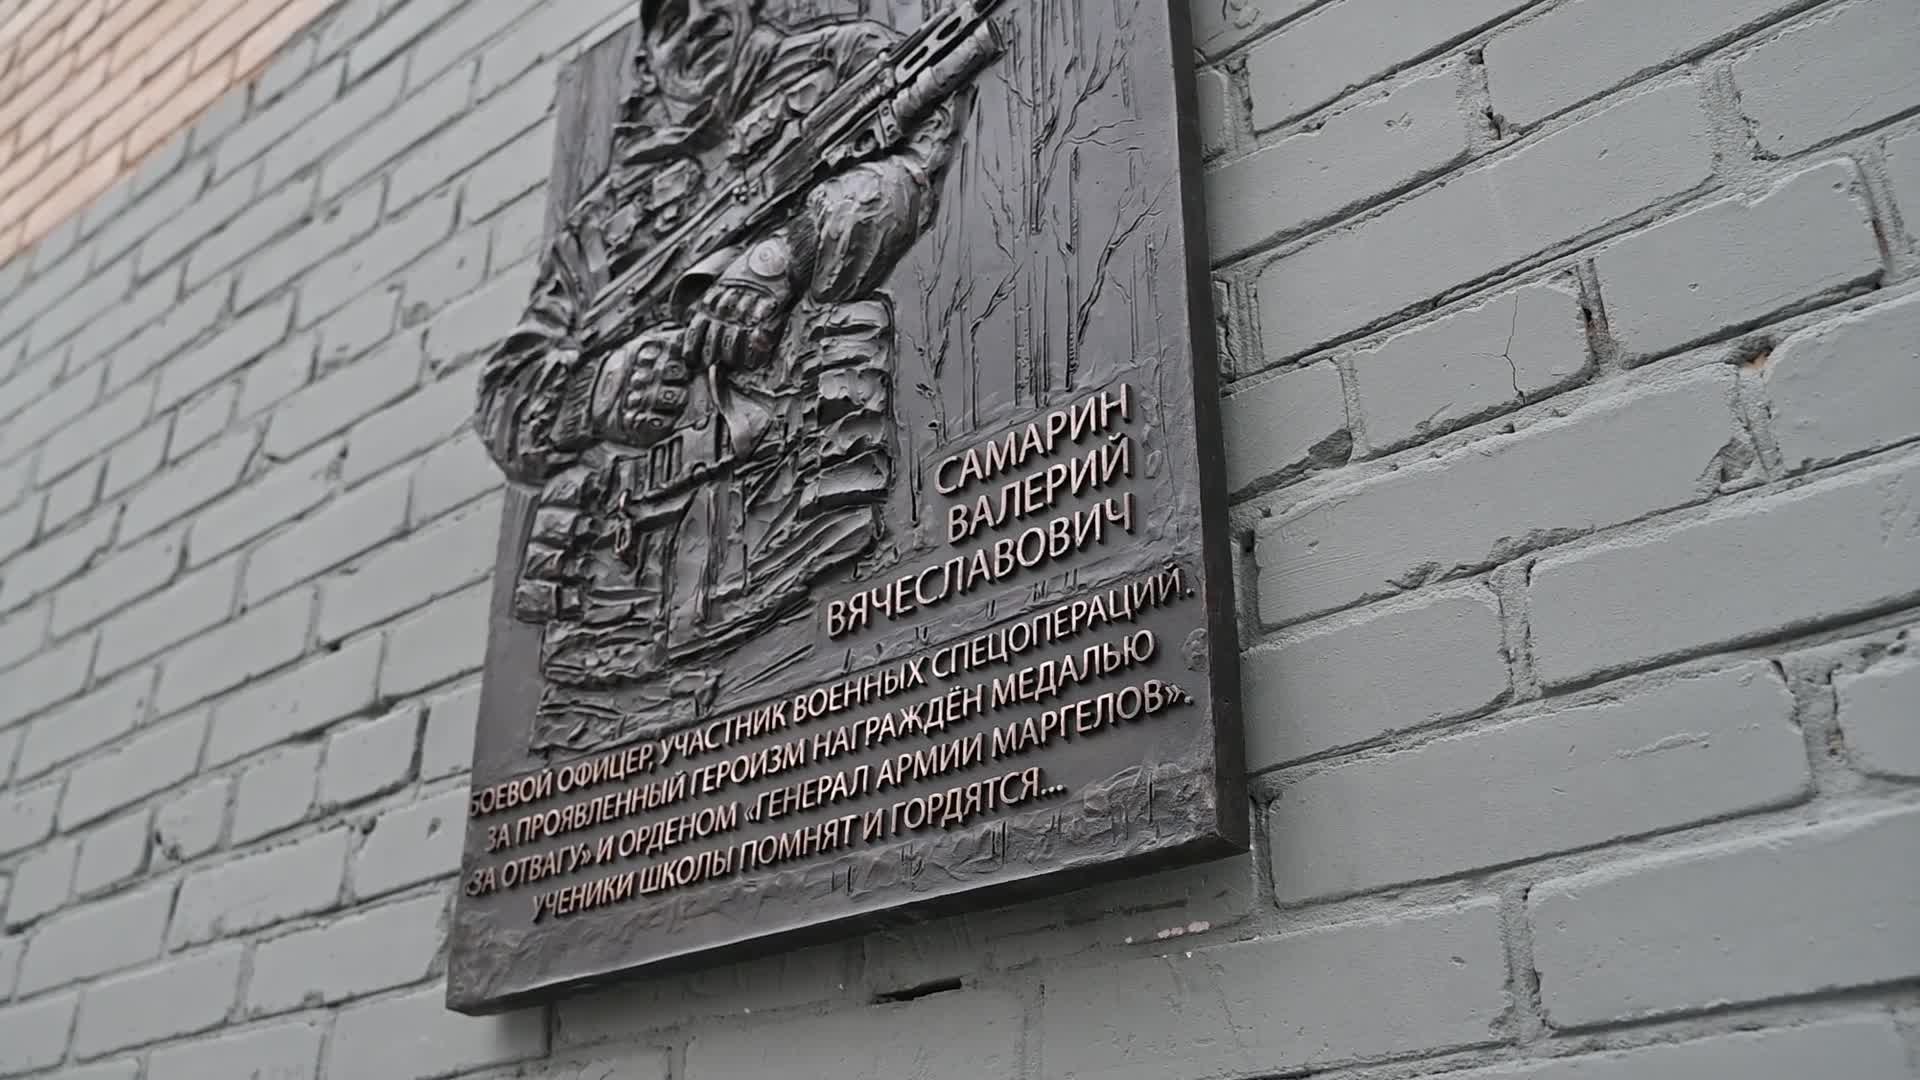 САМАРИН
ВАЛЕРИЙ
ВЯЧЕСЛАВОВИЧ
БОЕВОЙ ОФИЦЕР, УЧАСТНИК ВОЕННЫХ СПЕЦОПЕРАЦИЙ.
ЗА ПРОЯВЛЕННЫЙ ГЕРОИЗМ НАГРАЖДЁН МЕДАЛЬЮ
«ЗА ОТВАГУ» И ОРДЕНОМ «ГЕНЕРАЛ АРМИИ МАРГЕЛОВ».
УЧЕНИКИ ШКОЛЫ ПОМНЯТ И ГОРДЯТСЯ...